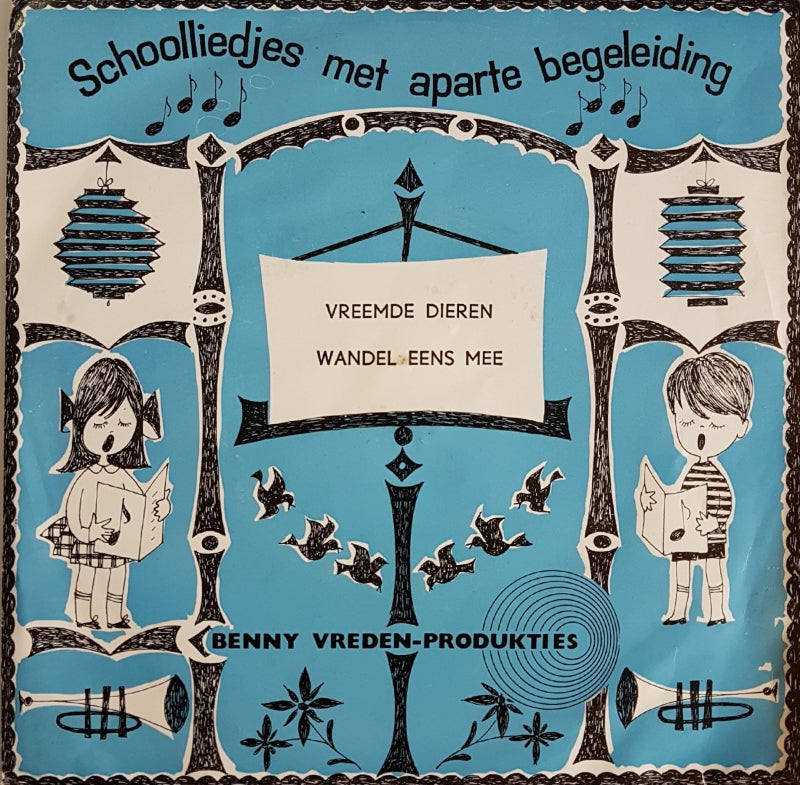 Schoolliedjes met aparte begeleiding
VREEMDE DIEREN
WANDEL EENS MEE
BENNY VREDEN-PRODUKTIES